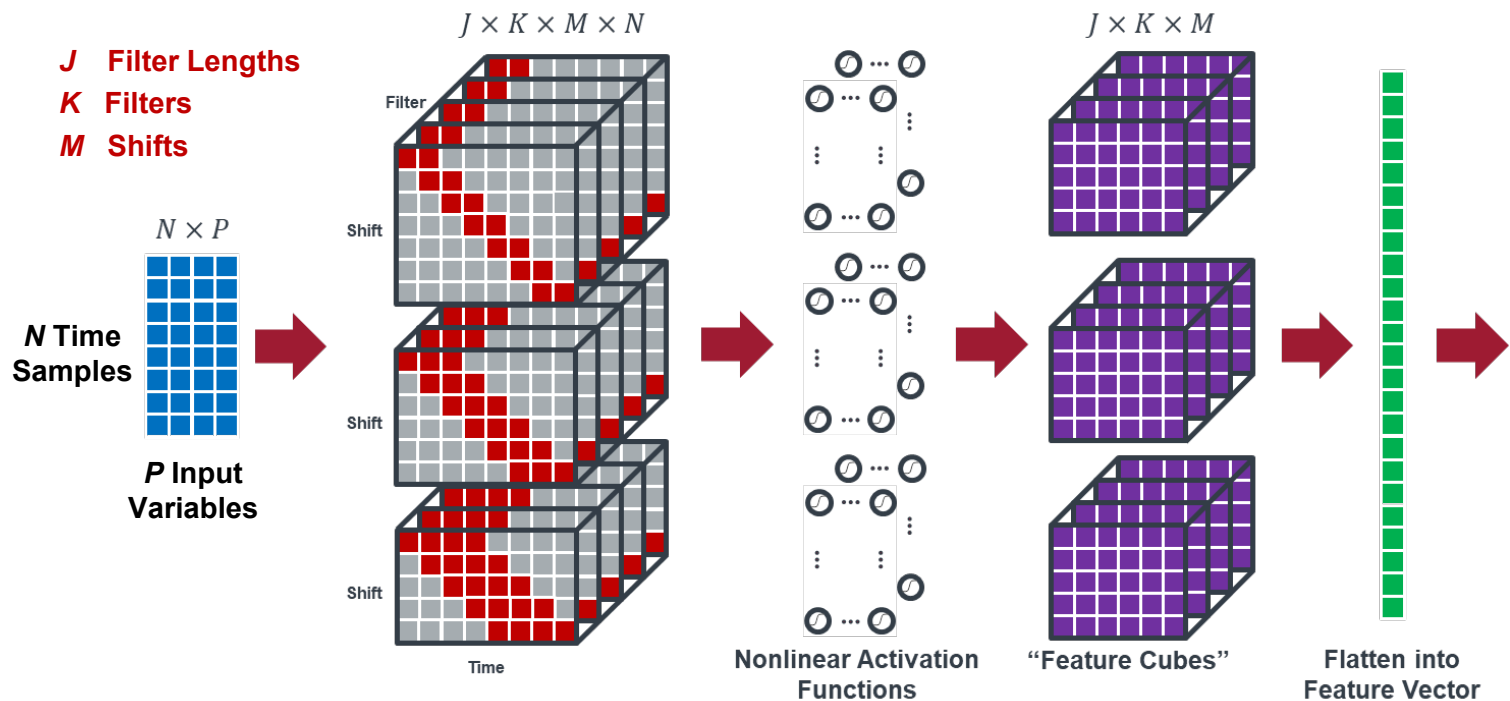 J Filter Lengths
K Filters
M Shifts
N × P
N Time
Samples
P Input
Variables
J × K × M × N
Filter
Shift
Shift
Shift
Time
Nonlinear Activation
Functions
J × K × M
“Feature Cubes”
Flatten into
Feature Vector